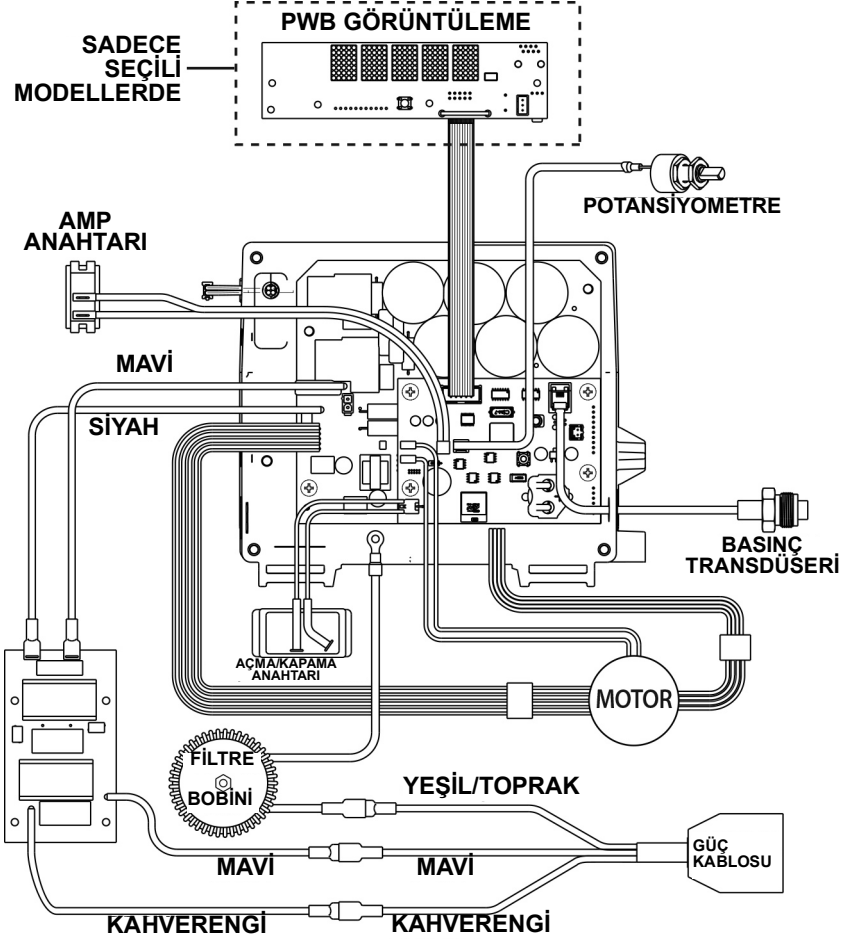 PWB GÖRÜNTÜLEME
SADECE
SEÇİLİ
MODELLERDE
POTANSİYOMETRE
AMP
ANAHTARI
MAVİ
SİYAH
BASINÇ
TRANSDÜSERİ
AÇMA/KAPAMA
ANAHTARI
MOTOR
FİLTRE
BOBİNİ
YEŞİL/TOPRAK
GÜÇ
KABLOSU
MAVİ
MAVİ
KAHVERENGİ
KAHVERENGİ